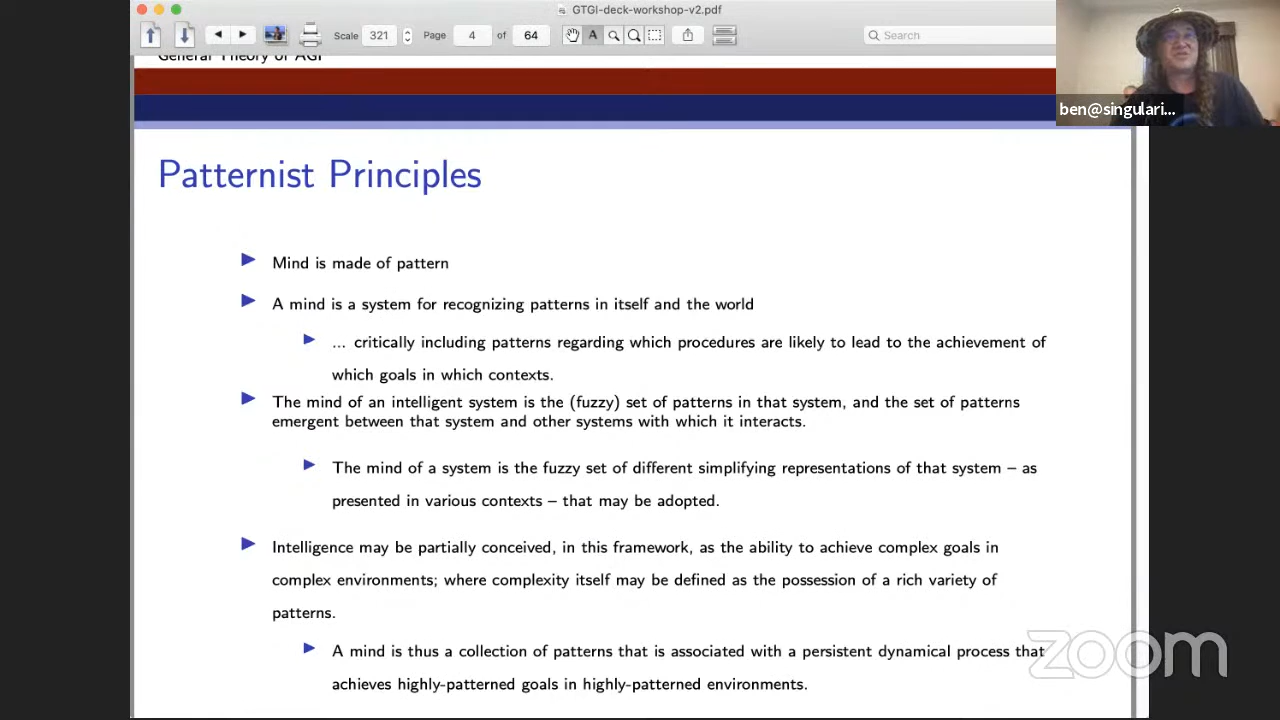 GTGI-deck-workshop-v2.pdf
Scale 321 Page 4 of 64 A Search
General Theory of AGI
ben@singulari...
Patternist Principles
Mind is made of pattern
A mind is a system for recognizing patterns in itself and the world
... critically including patterns regarding which procedures are likely to lead to the achievement of
which goals in which contexts.
The mind of an intelligent system is the (fuzzy) set of patterns in that system, and the set of patterns
emergent between that system and other systems with which it interacts.
The mind of a system is the fuzzy set of different simplifying representations of that system – as
presented in various contexts – that may be adopted.
Intelligence may be partially conceived, in this framework, as the ability to achieve complex goals in
complex environments; where complexity itself may be defined as the possession of a rich variety of
patterns.
A mind is thus a collection of patterns that is associated with a persistent dynamical process that
achieves highly-patterned goals in highly-patterned environments.
zoom